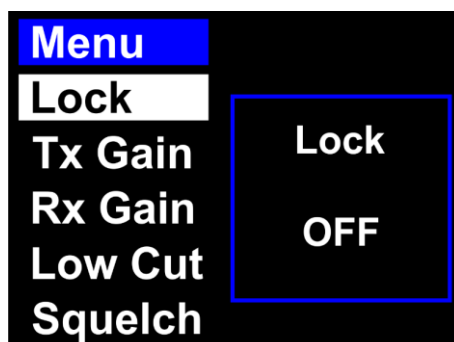 Menu
Lock
Tx Gain
Rx Gain
Low Cut
Squelch
Lock
OFF